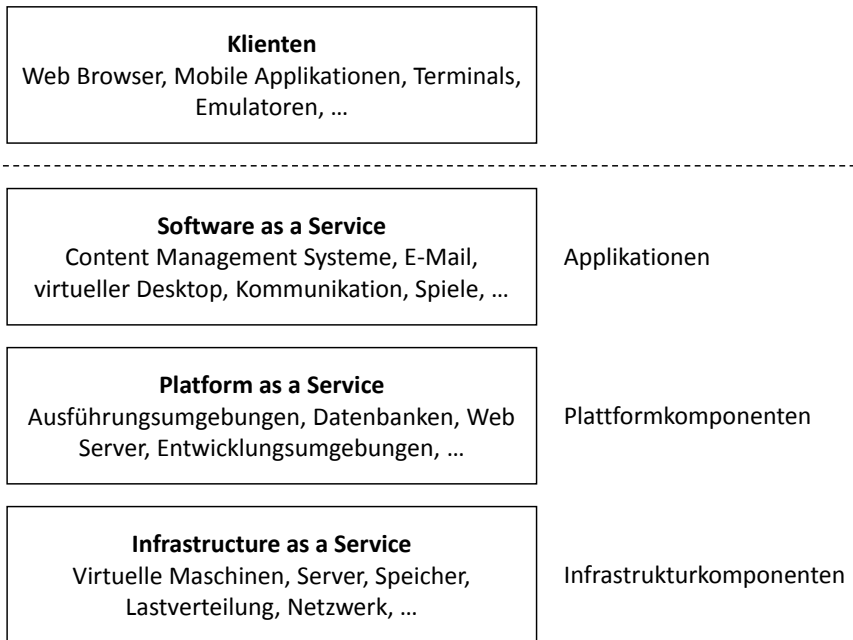 Klienten
Web Browser, Mobile Applikationen, Terminals,
Emulatoren, …
Software as a Service
Content Management Systeme, E-Mail,
virtueller Desktop, Kommunikation, Spiele, …
Applikationen
Platform as a Service
Ausführungsumgebungen, Datenbanken, Web
Server, Entwicklungsumgebungen, …
Plattformkomponenten
Infrastructure as a Service
Virtuelle Maschinen, Server, Speicher,
Lastverteilung, Netzwerk, …
Infrastrukturkomponenten